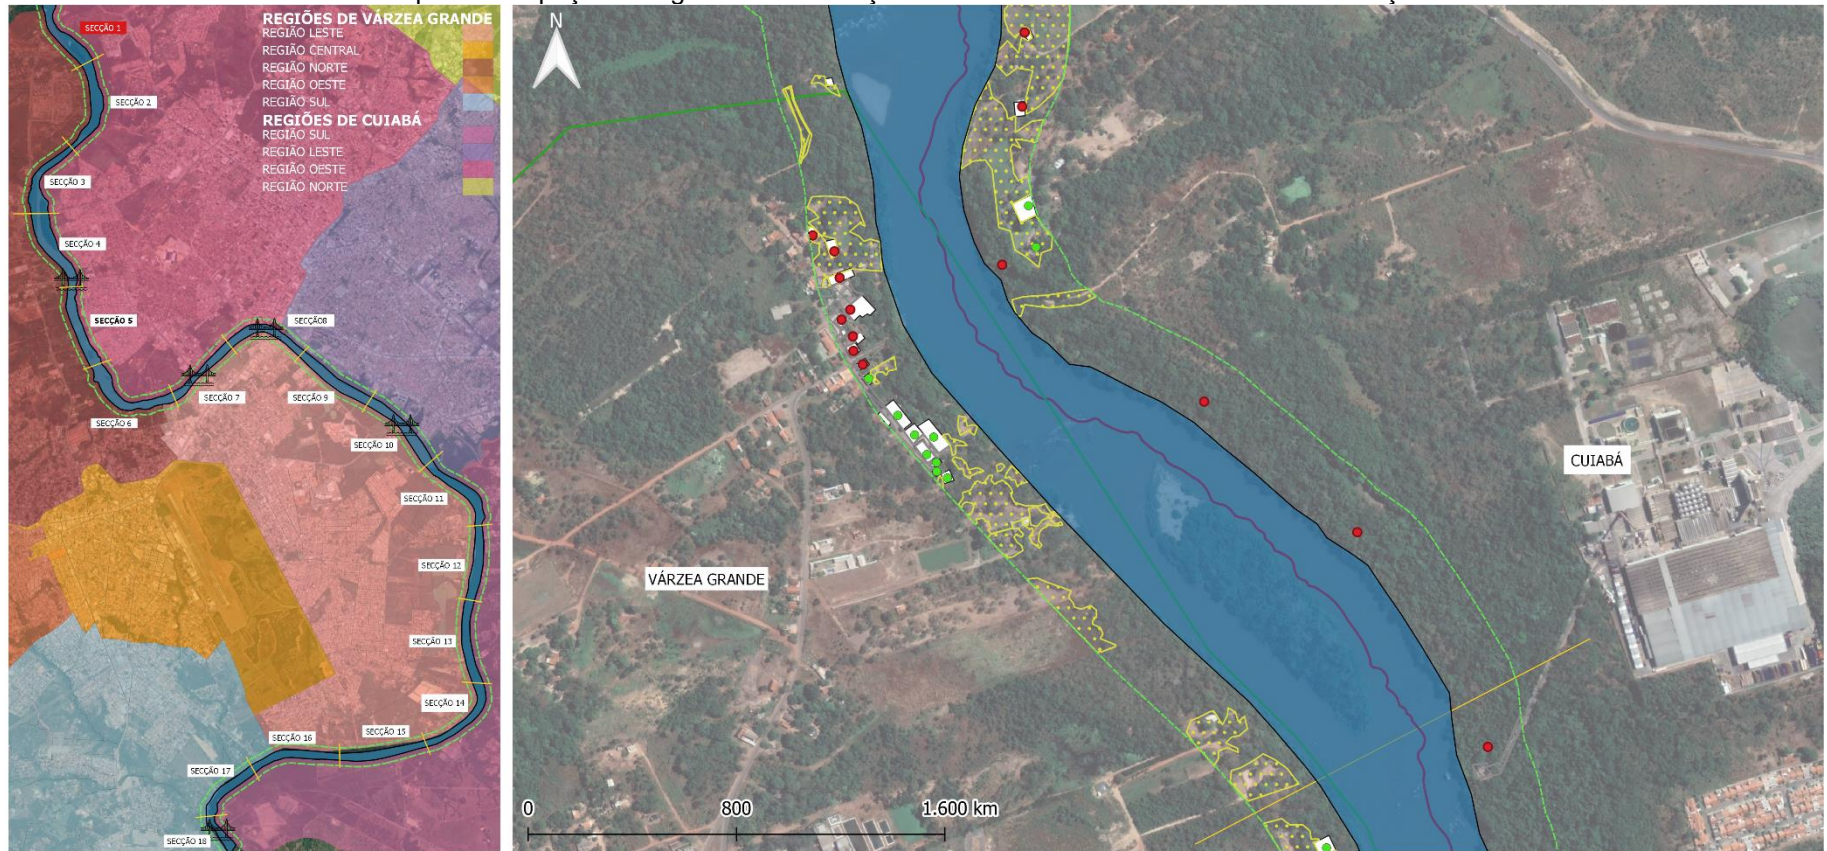 SECÇÃO 1
REGIÕES DE VÁRZEA GRANDE
REGIÃO LESTE
REGIÃO CENTRAL
REGIÃO NORTE
REGIÃO OESTE
REGIÃO SUL
REGIÕES DE CUIABÁ
REGIÃO SUL
REGIÃO LESTE
REGIÃO OESTE
REGIÃO NORTE
SECÇÃO 2
SECÇÃO 3
SECÇÃO 4
SECÇÃO 5
SECÇÃO8
SECÇÃO 7
SECÇÃO 9
SECÇÃO 6
SECÇÃO 10
SECÇÃO 11
SECÇÃO 12
SECÇÃO 13
SECÇÃO 14
SECÇÃO 15
SECÇÃO 16
SECÇÃO 17
SECÇÃO 18
N
CUIABÁ
VÁRZEA GRANDE
0 800 1.600 km